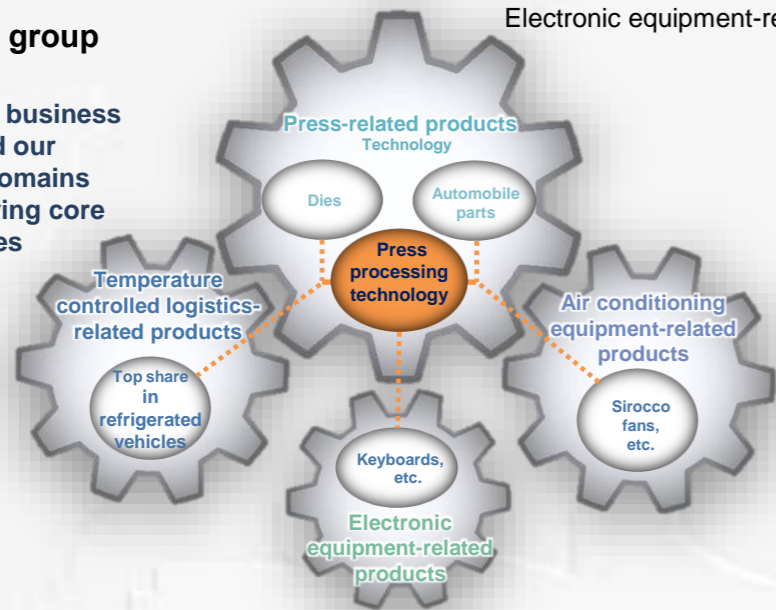 Electronic equipment-re
group
business
d our
omains
ving core
es
Press-related products
Technology
Dies
Automobile
parts
Press
processing
technology
Temperature
controlled logistics-
related products
Top share
in
refrigerated
vehicles
Air conditioning
equipment-related
products
Sirocco
fans,
etc.
Keyboards,
etc.
Electronic
equipment-related
products